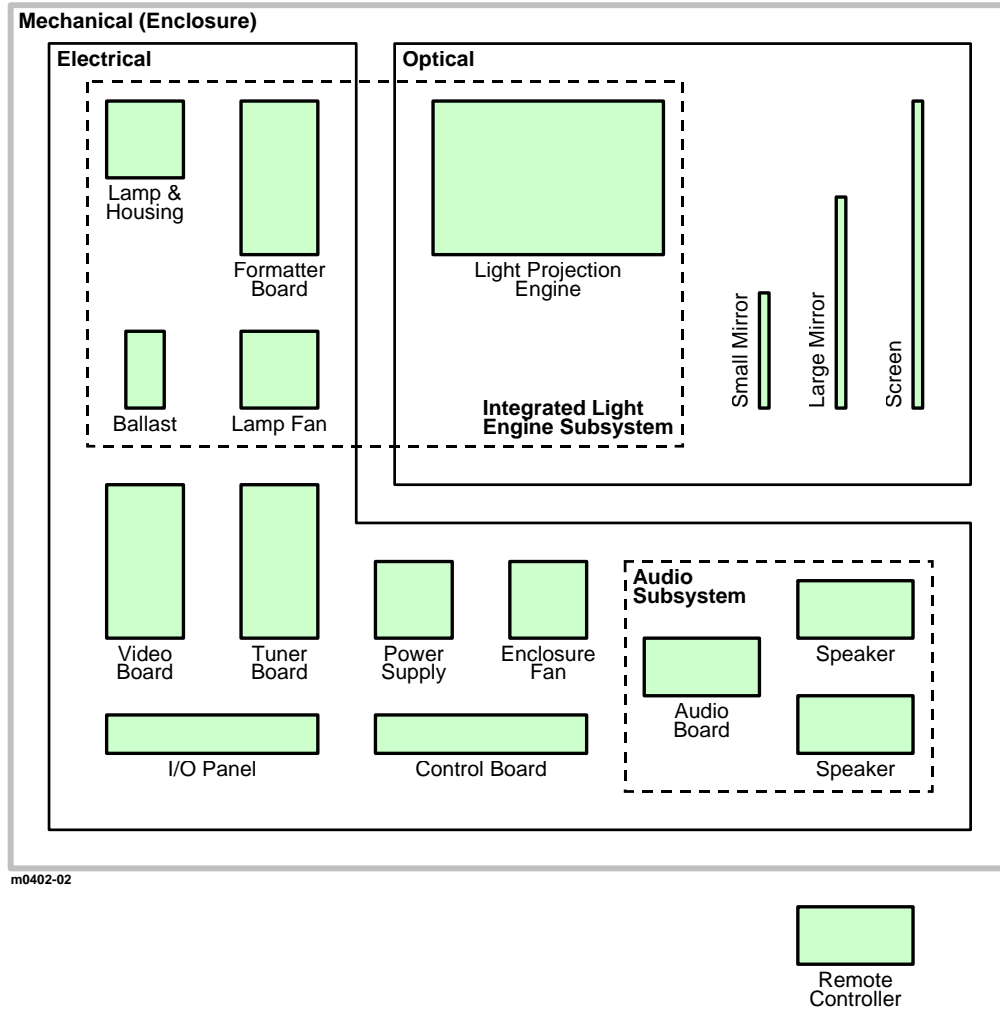 Mechanical (Enclosure)
Electrical
Optical
Lamp &
Housing
Formatter
Board
Light Projection
Engine
Small Mirror
Large Mirror
Screen
Ballast
Lamp Fan
Integrated Light
Engine Subsystem
Video
Board
Tuner
Board
Power
Supply
Enclosure
Fan
Audio
Subsystem
Speaker
Audio
Board
I/O Panel
Control Board
Speaker
m0402-02
Remote
Controller